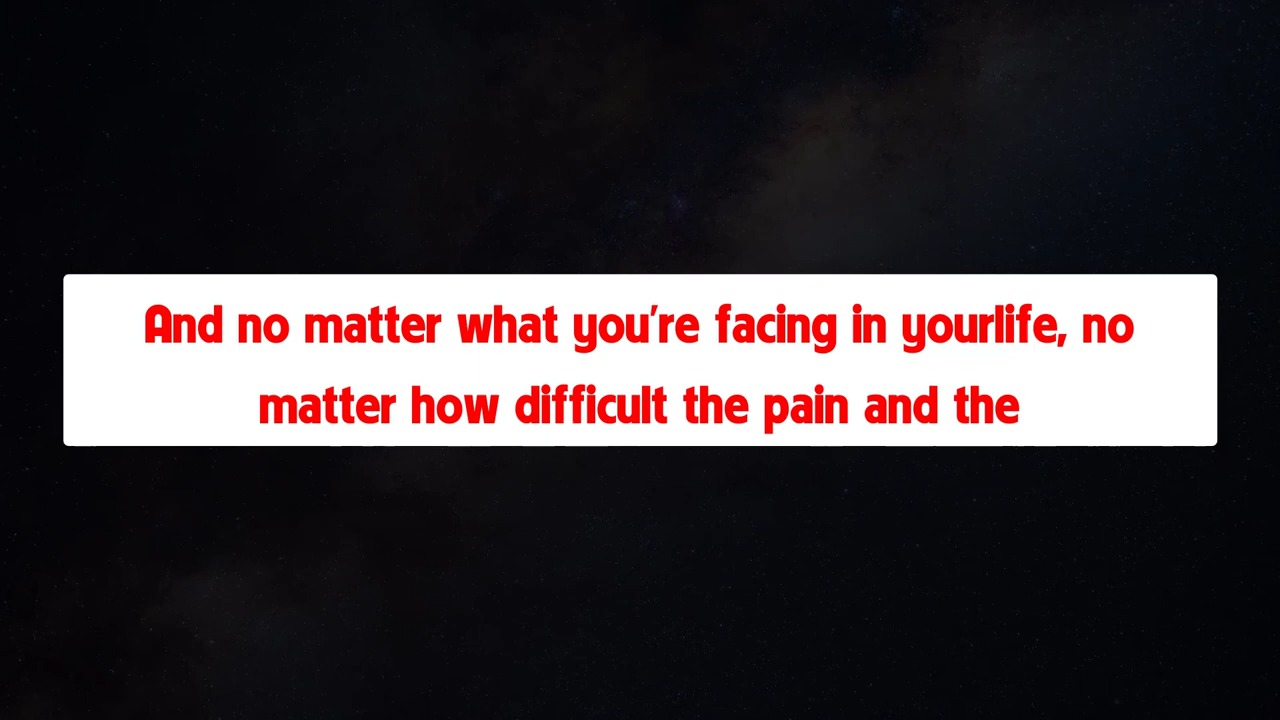 And no matter what you're facing in yourlife, no
matter how difficult the pain and the